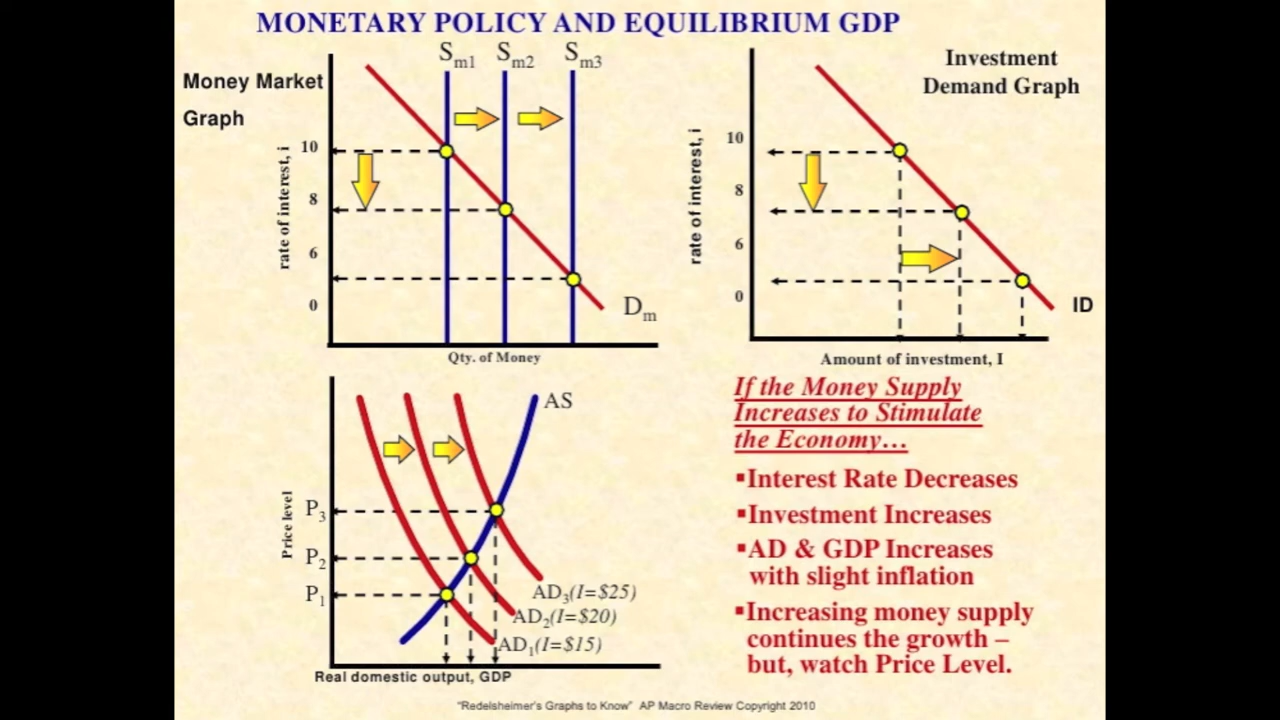 MONETARY POLICY AND EQUILIBRIUM GDP
Money Market
Graph
Sm1 Sm2 Sm3
rate of interest, i
10
8
6
0
Dm
Qty. of Money
Investment
Demand Graph
rate of interest, i
10
8
6
0
ID
Amount of investment, I
AS
Price level
P3
P2
P1
AD3(I=$25)
AD2(I=$20)
AD1(I=$15)
Real domestic output, GDP
If the Money Supply
Increases to Stimulate
the Economy…
▪Interest Rate Decreases
▪Investment Increases
▪AD & GDP Increases
with slight inflation
▪Increasing money supply
continues the growth –
but, watch Price Level.
"Redelsheimer's Graphs to Know" AP Macro Review Copyright 2010